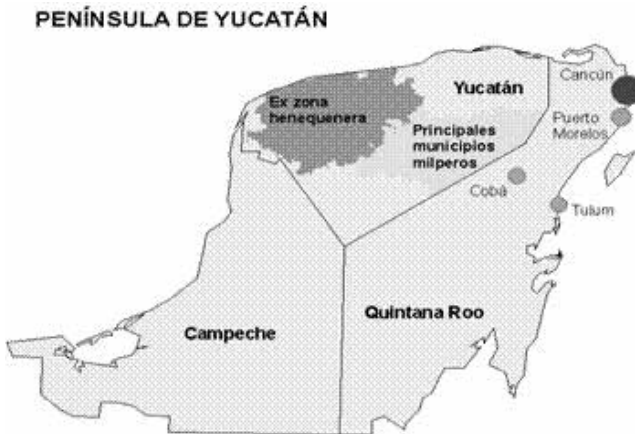 PENÍNSULA DE YUCATÁN
Cancún
Yucatán
Ex zona
henequenera
Puerto
Morelos
Principales
municipios
milperos
Cobá
Tulum
Quintana Roo
Campeche